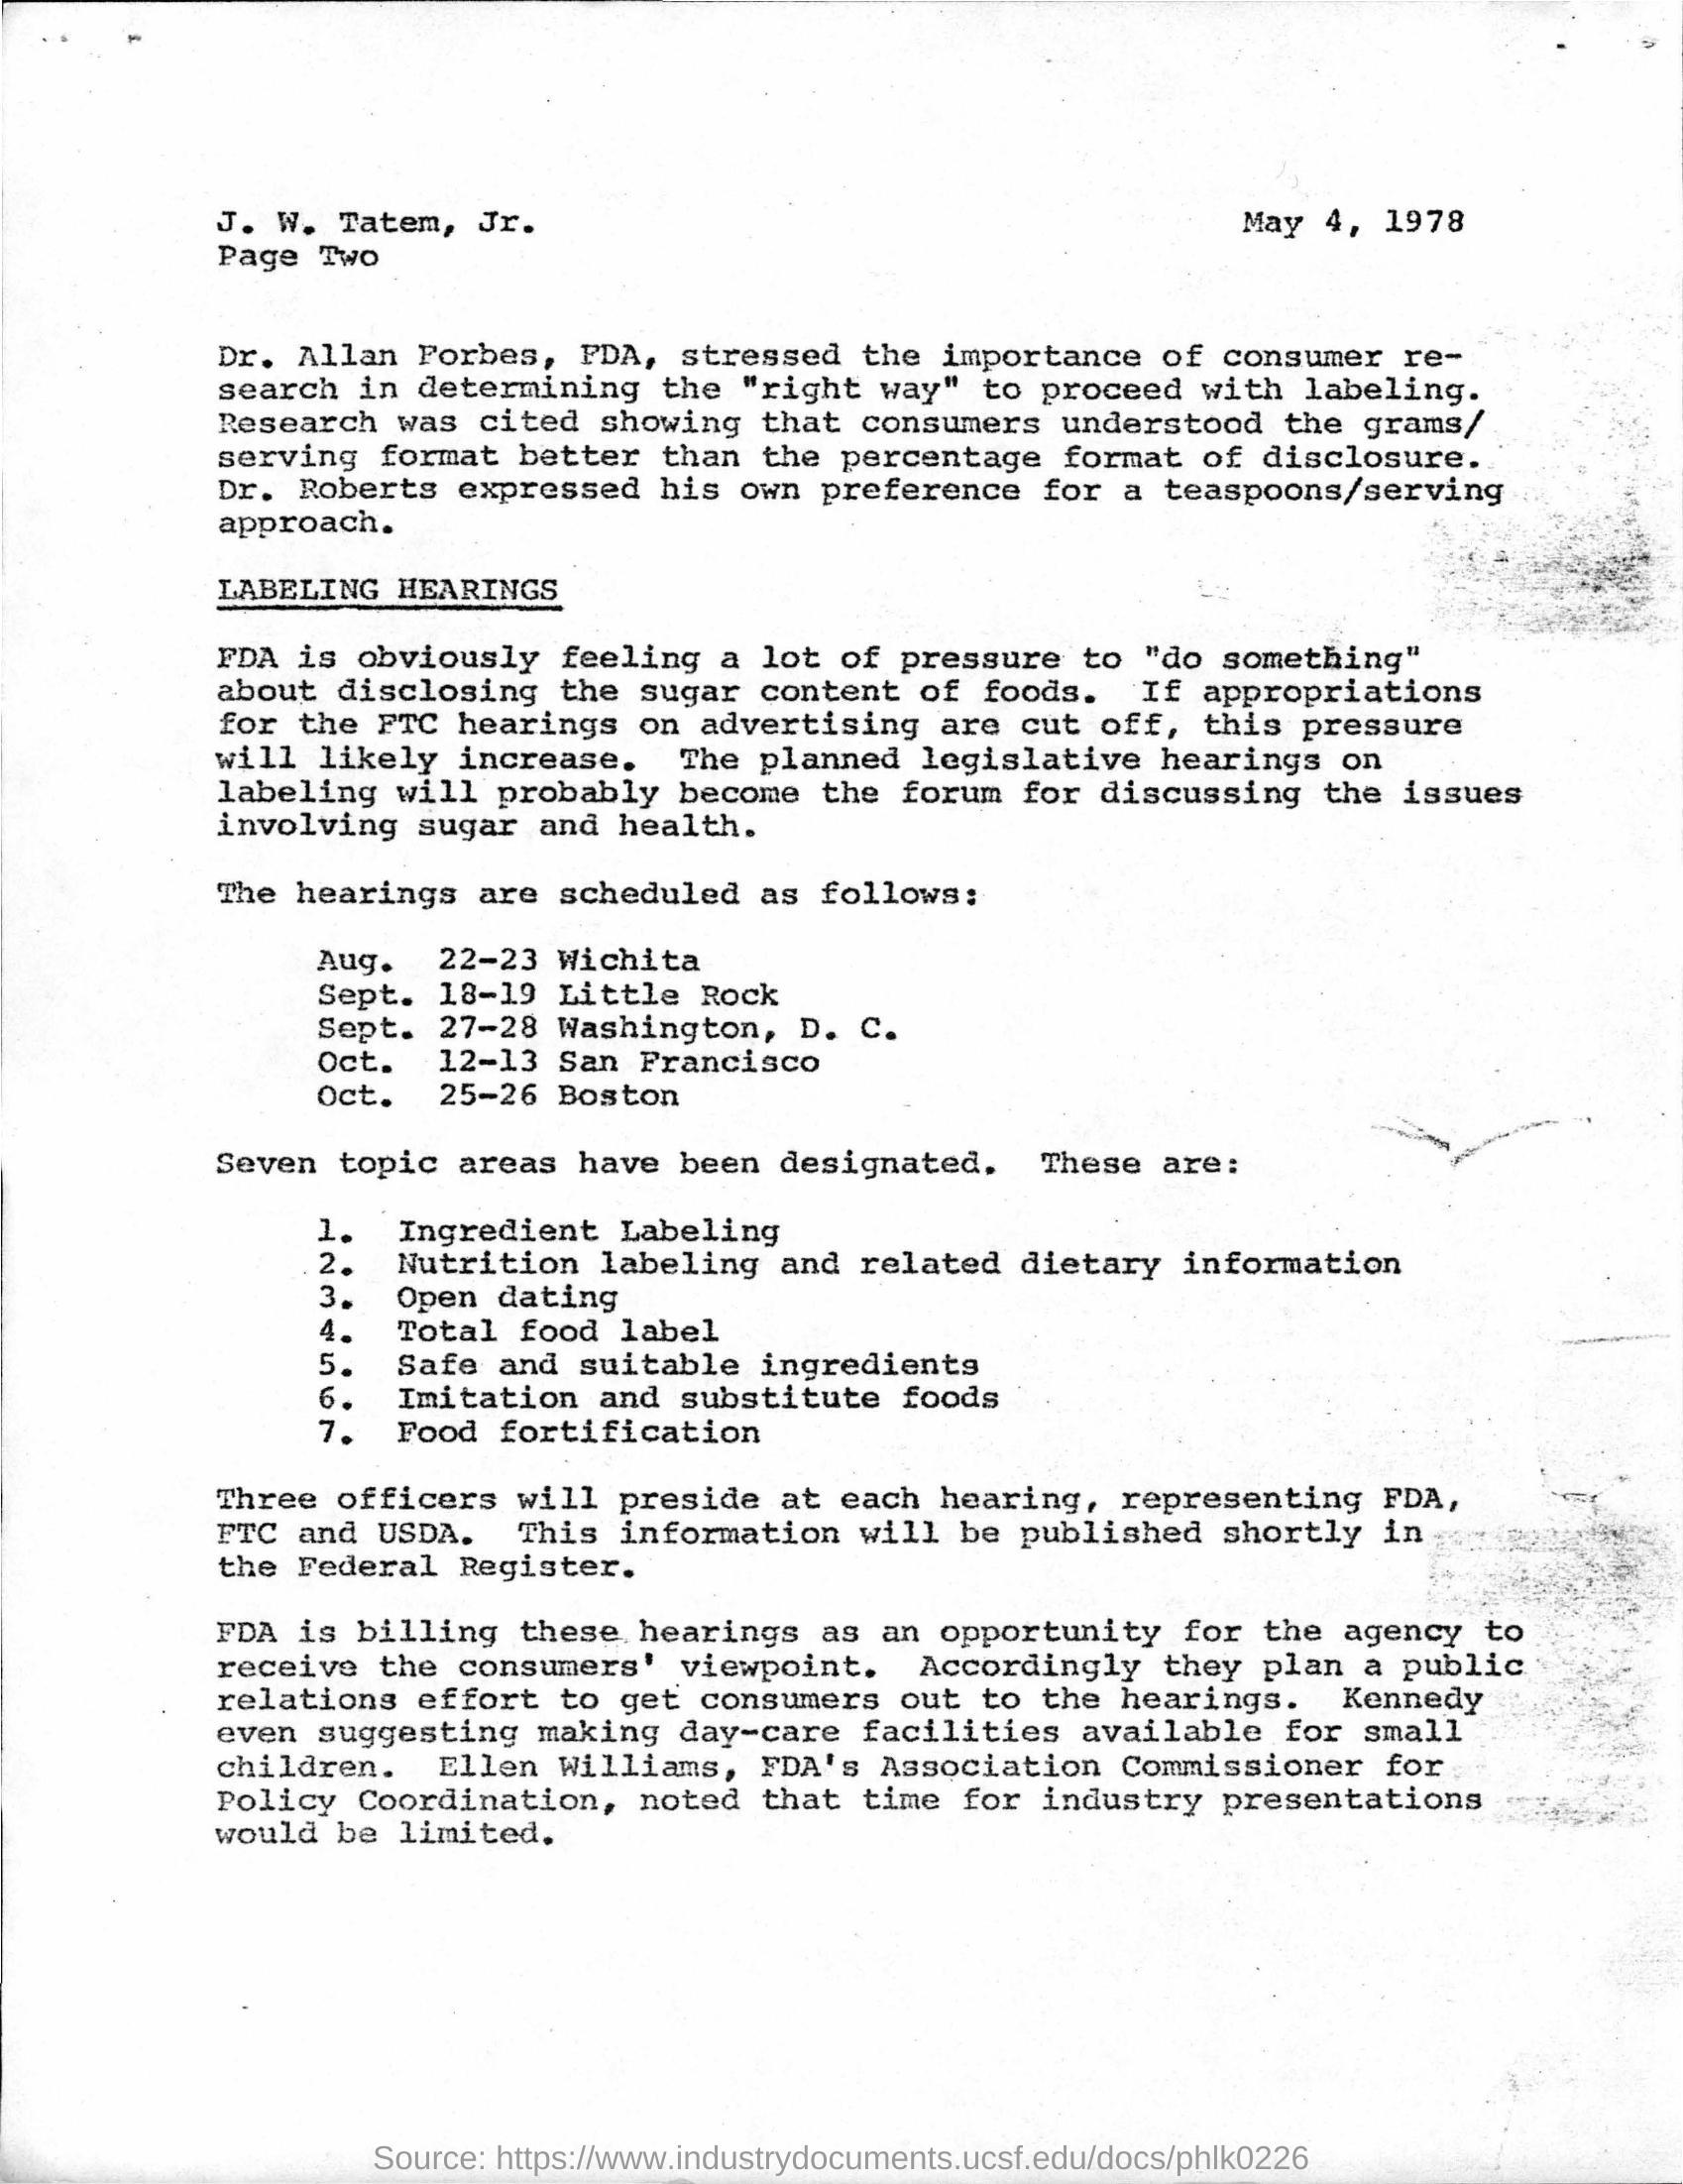 J. W. Tatem, Jr. May 4, 1978
Page Two
Dr. Allan Forbes, FDA, stressed the importance of consumer re-
search in determining the "right way" to proceed with labeling.
Research was cited showing that consumers understood the grams/
serving format better than the percentage format of disclosure.
Dr. Roberts expressed his own preference for a teaspoons/serving
approach.
LABELING HEARINGS
FDA is obviously feeling a lot of pressure to "do something"
about disclosing the sugar content of foods. If appropriations
for the FTC hearings on advertising are cut off, this pressure
will likely increase. The planned legislative hearings on
labeling will probably become the forum for discussing the issues
involving sugar and health.
The hearings are scheduled as follows:
Aug. 22-23 Wichita
Sept. 18-19 Little Rock
Sept. 27-28 Washington, D. C.
Oct. 12-13 San Francisco
Oct. 25-26 Boston
Seven topic areas have been designated. These are:
1. Ingredient Labeling
2. Nutrition labeling and related dietary information
3. Open dating
4. Total food label
5. Safe and suitable ingredients
6. Imitation and substitute foods
7. Food fortification
Three officers will preside at each hearing, representing FDA,
FTC and USDA. This information will be published shortly in
the Federal Register.
FDA is billing these hearings as an opportunity for the agency to
receive the consumers' viewpoint. Accordingly they plan a public
relations effort to get consumers out to the hearings. Kennedy
even suggesting making day-care facilities available for small
children. Ellen Williams, FDA's Association Commissioner for
Policy Coordination, noted that time for industry presentations
would be limited.
Source: https://www.industrydocuments.ucsf.edu/docs/phlk0226